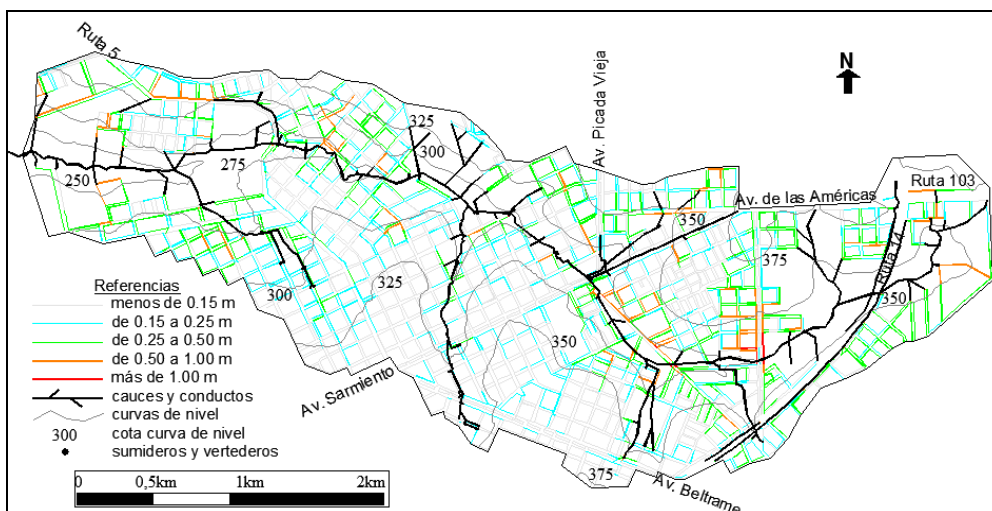 Ruta 5
N
Av. Picada Vieja
325
300
275
250
Ruta 103
Av. de las Américas
350
375
Ruta 14
350
300
325
350
375
Av. Sarmiento
Av. Beltrame
Referencias
menos de 0.15 m
de 0.15 a 0.25 m
de 0.25 a 0.50 m
de 0.50 a 1.00 m
más de 1.00 m
cauces y conductos
curvas de nivel
300 cota curva de nivel
sumideros y vertederos
0 0,5km 1km 2km